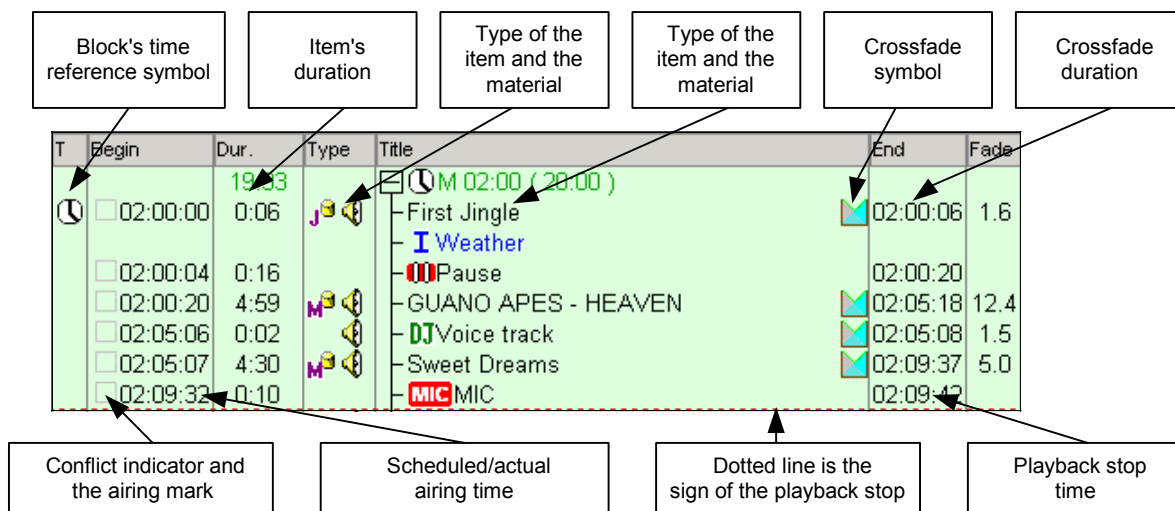 Block's time
reference symbol
Item's
duration
Type of the
item and the
material
Type of the
item and the
material
Crossfade
symbol
Crossfade
duration
T Begin Dur. Type Title End Fade
M 02:00 ( 20:00 )
02:00:00 0:06 J First Jingle 02:00:06 1.6
I Weather
02:00:04 0:16 Pause 02:00:20
02:00:20 4:59 M GUANO APES - HEAVEN 02:05:18 12.4
02:05:06 0:02 DJ Voice track 02:05:08 1.5
02:05:07 4:30 M Sweet Dreams 02:09:37 5.0
02:09:32 0:10 MIC MIC 02:09:42
Conflict indicator and
the airing mark
Scheduled/actual
airing time
Dotted line is the
sign of the playback stop
Playback stop
time